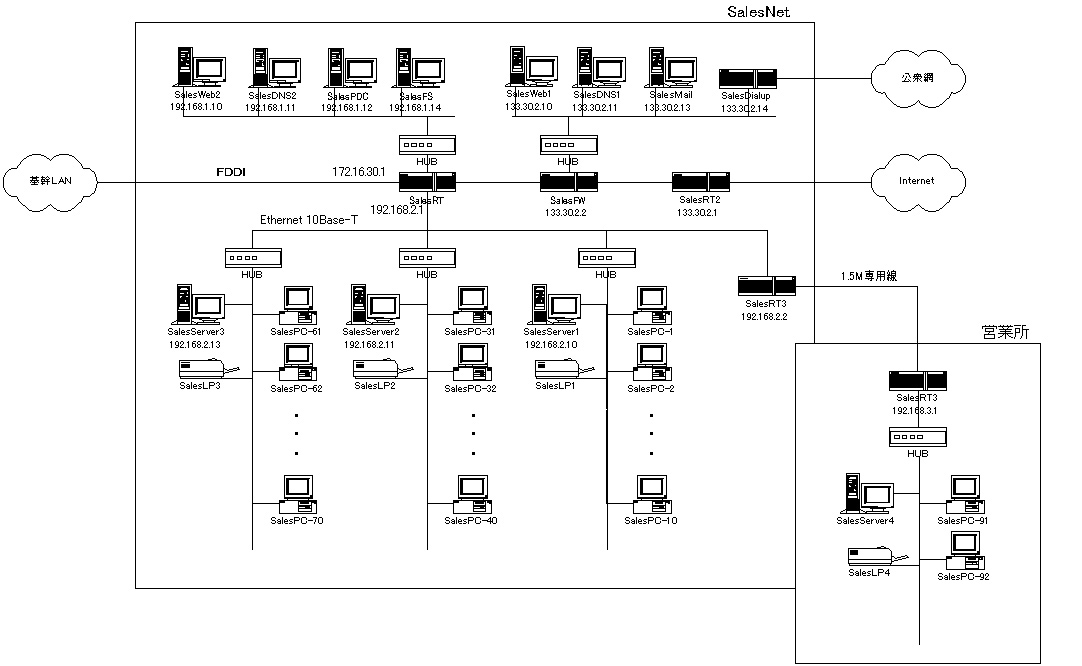 SalesNet
SalesWeb2
192.168.1.10
SalesDNS2
192.168.1.11
SalesPDC
192.168.1.12
SalesFS
192.168.1.14
SalesWeb1
133.30.2.10
SalesDNS1
133.30.2.11
SalesMail
133.30.2.13
SalesDialup
133.30.2.14
公衆網
HUB
HUB
基幹LAN
FDDI
172.16.30.1
SalesRT
192.168.2.1
SalesFW
133.30.2.2
SalesRT2
133.30.2.1
Internet
Ethernet 10Base-T
HUB
HUB
HUB
SalesRT3
192.168.2.2
1.5M専用線
SalesServer3
192.168.2.13
SalesPC-61
SalesLP3
SalesPC-62
SalesPC-70
SalesServer2
192.168.2.11
SalesPC-31
SalesLP2
SalesPC-32
SalesPC-40
SalesServer1
192.168.2.10
SalesPC-1
SalesLP1
SalesPC-2
SalesPC-10
営業所
SalesRT3
192.168.3.1
HUB
SalesServer4
SalesPC-91
SalesLP4
SalesPC-92